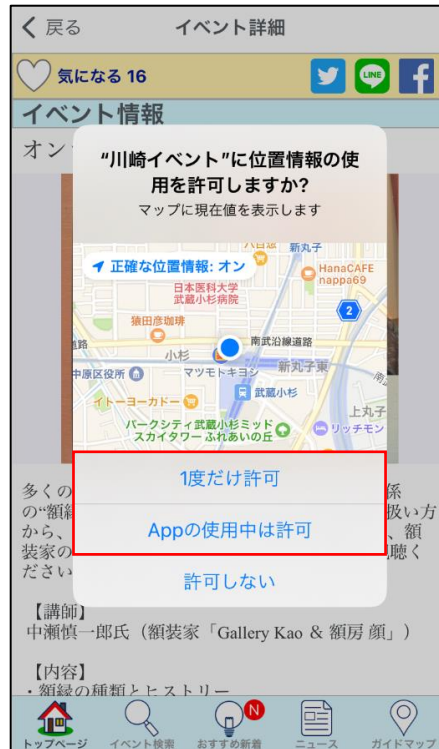 戻る
イベント詳細
気になる 16
LINE
イベント情報
オン
“川崎イベント”に位置情報の使
用を許可しますか?
マップに現在値を表示します
正確な位置情報: オン
新丸子
HanaCAFE
nappa69
日本医科大学
武蔵小杉病院
2
猿田彦珈琲
南武沿線道路
小杉
新丸子東
中原区役所
マツモトキヨシ
武蔵小杉
イトーヨーカドー
上丸子
パークシティ武蔵小杉ミッド
スカイタワー ふれあいの丘
リッチモン
1度だけ許可
Appの使用中は許可
許可しない
多くの
係
の“額縁
扱い方
から、
、額
装家の
聴く
ださい
【講師】
中瀬慎一郎氏（額装家「Gallery Kao & 額房 顔」）
【内容】
・額縁の種類とヒストリー
N
トップページ
イベント検索
おすすめ新着
ニュース
ガイドマップ